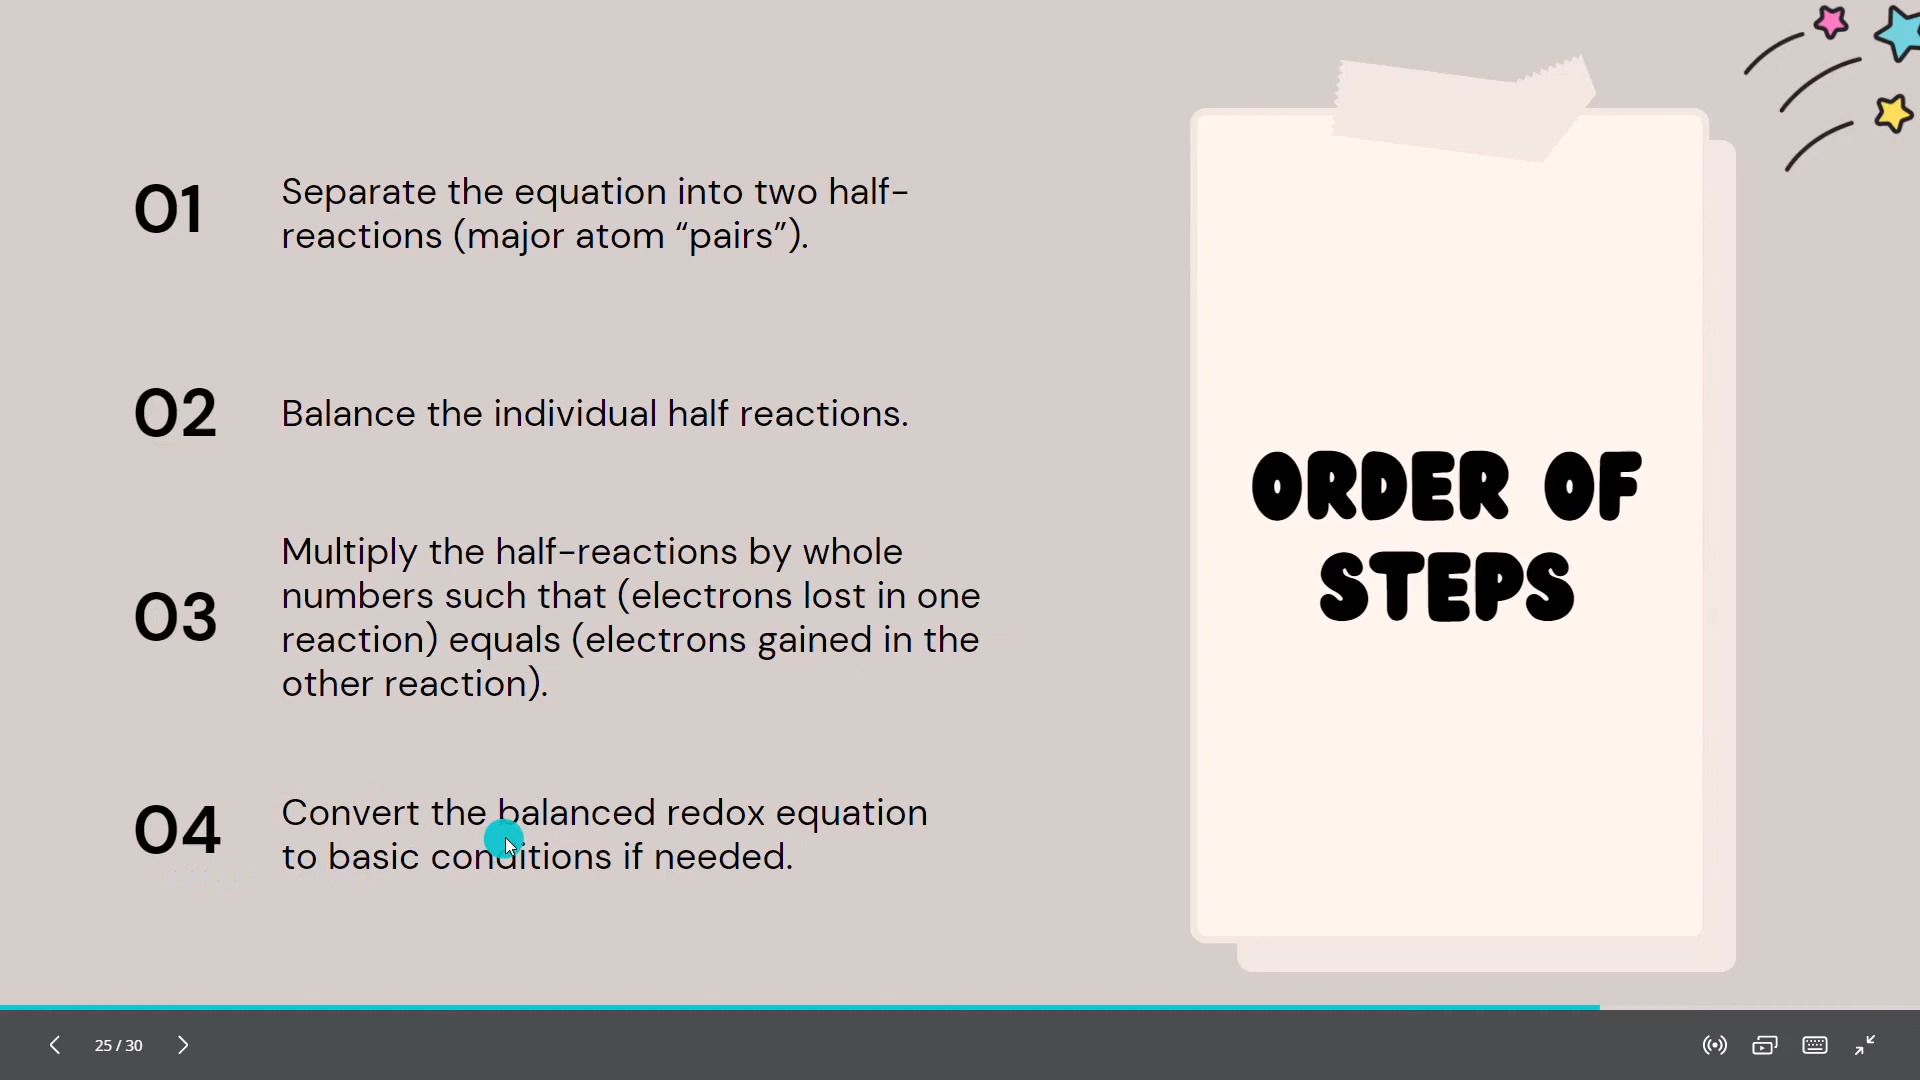 01
Separate the equation into two half-
reactions (major atom “pairs”).
02
Balance the individual half reactions.
03
Multiply the half-reactions by whole
numbers such that (electrons lost in one
reaction) equals (electrons gained in the
other reaction).
04
Convert the balanced redox equation
to basic conditions if needed.
ORDER OF
STEPS
25 / 30